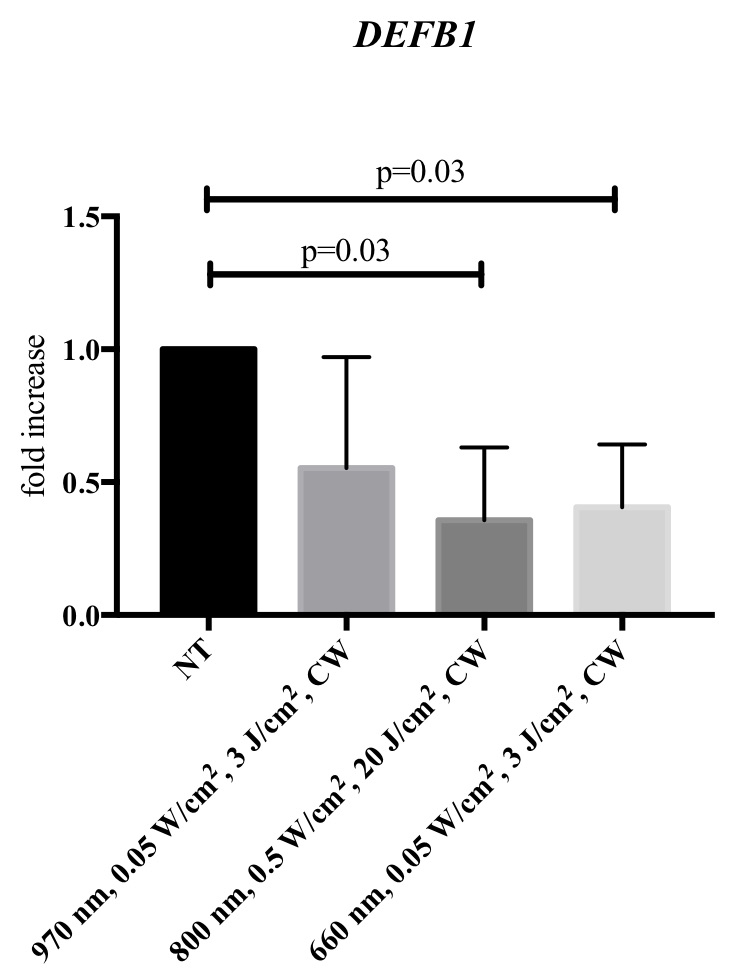 DEFB1
p=0.03
p=0.03
fold increase
1.5
1.0
0.5
0.0
NT
970 nm, 0.05 W/cm², 3 J/cm², CW
800 nm, 0.5 W/cm², 20 J/cm², CW
660 nm, 0.05 W/cm², 3 J/cm², CW